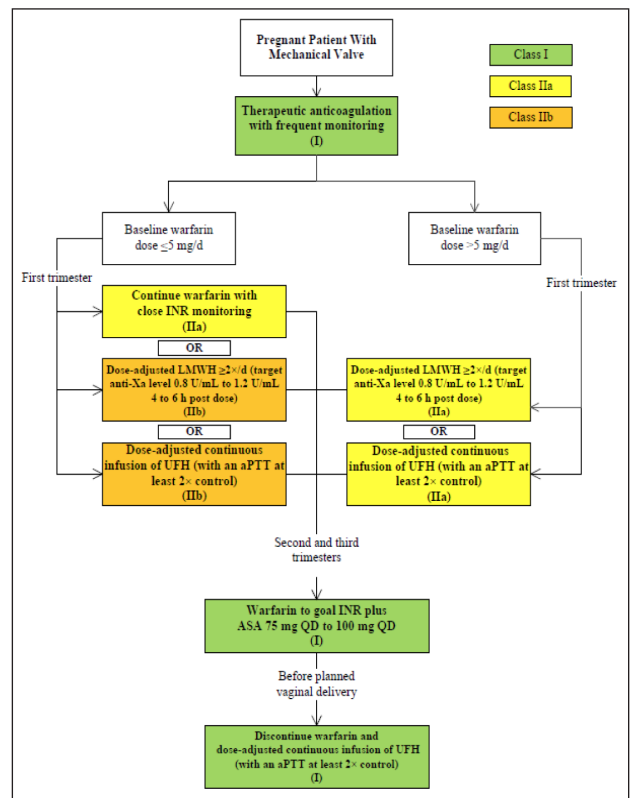 Pregnant Patient With
Mechanical Valve
Class I
Class IIa
Class IIb
Therapeutic anticoagulation
with frequent monitoring
(I)
Baseline warfarin
dose ≤5 mg/d
Baseline warfarin
dose >5 mg/d
First trimester
First trimester
Continue warfarin with
close INR monitoring
(IIa)
OR
Dose-adjusted LMWH ≥2×/d (target
anti-Xa level 0.8 U/mL to 1.2 U/mL
4 to 6 h post dose)
(IIb)
Dose-adjusted LMWH ≥2×/d (target
anti-Xa level 0.8 U/mL to 1.2 U/mL
4 to 6 h post dose)
(IIa)
OR
OR
Dose-adjusted continuous
infusion of UFH (with an aPTT at
least 2× control)
(IIb)
Dose-adjusted continuous
infusion of UFH (with an aPTT at
least 2× control)
(IIa)
Second and third
trimesters
Warfarin to goal INR plus
ASA 75 mg QD to 100 mg QD
(I)
Before planned
vaginal delivery
Discontinue warfarin and
dose-adjusted continuous infusion of UFH
(with an aPTT at least 2× control)
(I)